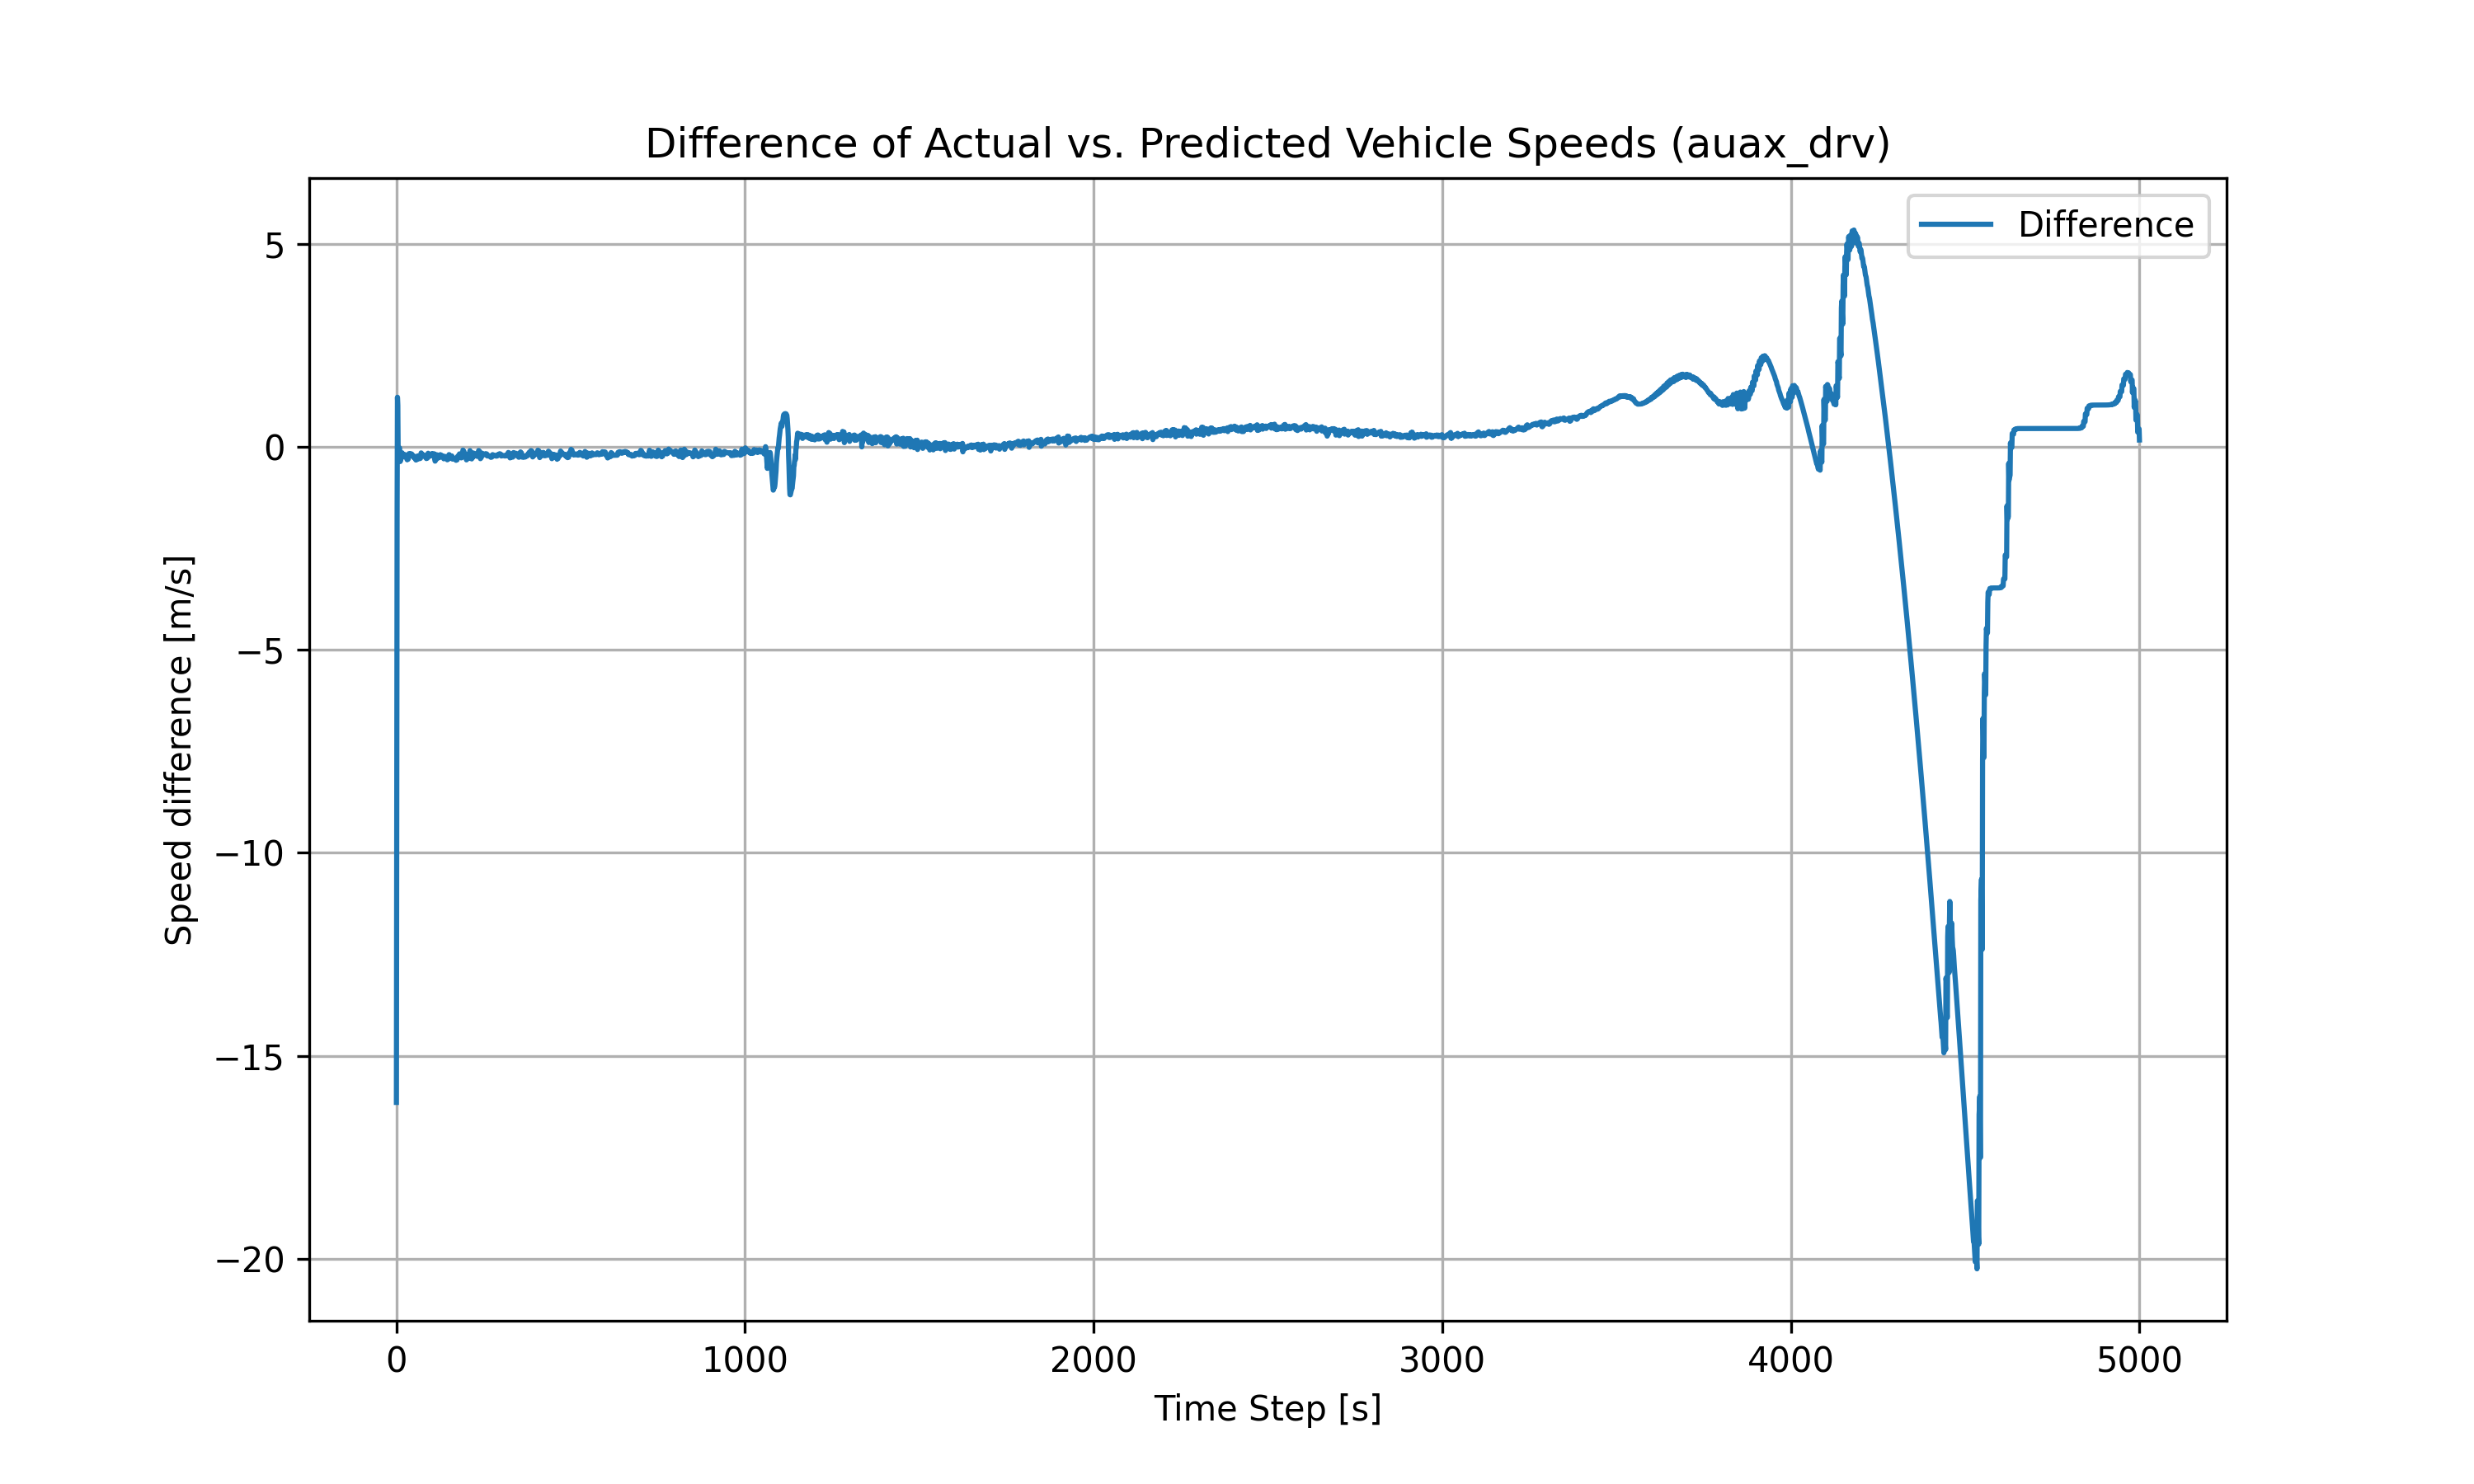 Difference of Actual vs. Predicted Vehicle Speeds (auax_drv)
Difference
5
0
−5
−10
−15
−20
Speed difference [m/s]
0 1000 2000 3000 4000 5000
Time Step [s]